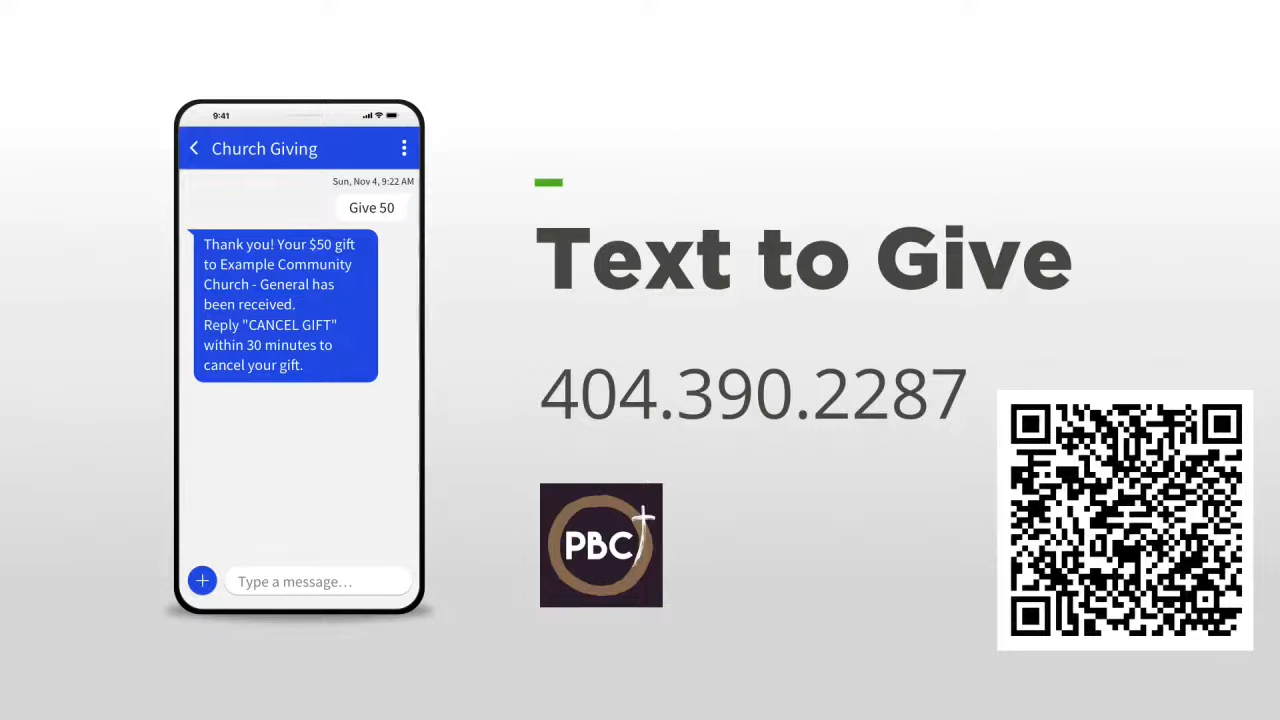 9:41
Church Giving
Sun, Nov 4, 9:22 AM
Give 50
Thank you! Your $50 gift
to Example Community
Church - General has
been received.
Reply "CANCEL GIFT"
within 30 minutes to
cancel your gift.
Type a message...
Text to Give
404.390.2287
PBC